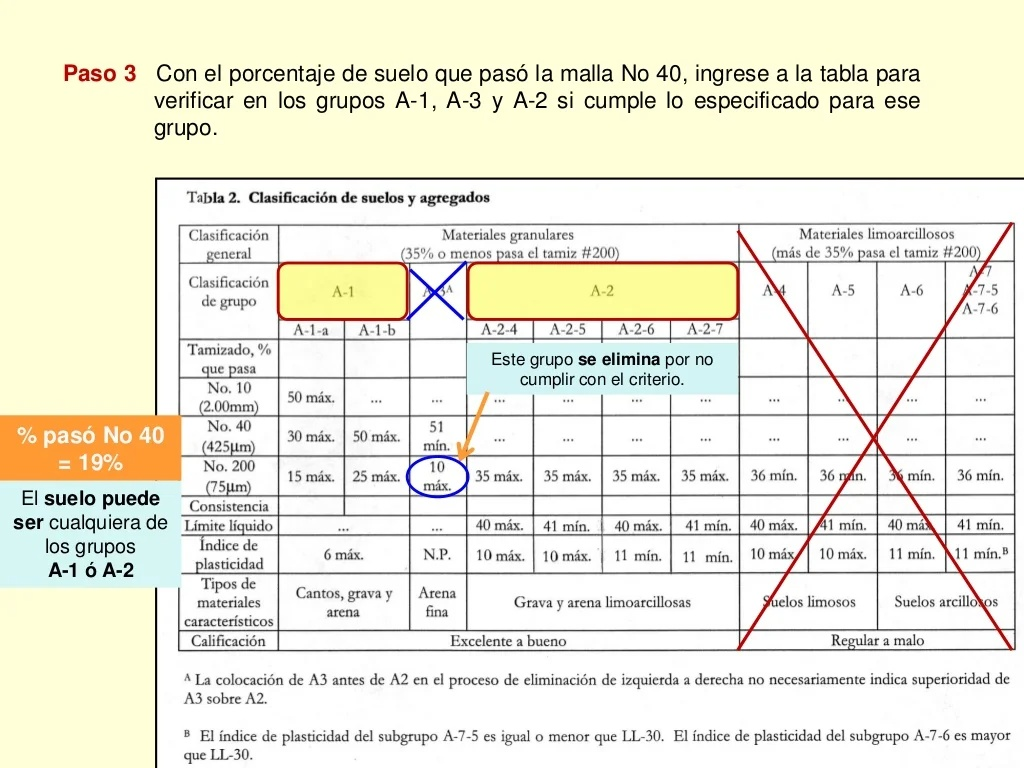 Paso 3 Con el porcentaje de suelo que pasó la malla No 40, ingrese a la tabla para
verificar en los grupos A-1, A-3 y A-2 si cumple lo especificado para ese
grupo.
Tabla 2. Clasificación de suelos y agregados
Clasificación general Materiales granulares (35% o menos pasa el tamiz #200) Materiales limoarcillosos (más de 35% pasa el tamiz #200)
Clasificación de grupo A-1 A-3ᴬ A-2 A-4 A-5 A-6 A-7 A-7-5 A-7-6
A-1-a A-1-b A-2-4 A-2-5 A-2-6 A-2-7
Tamizado, % que pasa
Este grupo se elimina por no
cumplir con el criterio.
No. 10 (2.00mm) 50 máx. ... ... ... ... ... ... ... ... ... ...
No. 40 (425µm) 30 máx. 50 máx. 51 mín. ... ... ... ... ... ... ... ...
No. 200 (75µm) 15 máx. 25 máx. 10 máx. 35 máx. 35 máx. 35 máx. 35 máx. 36 mín. 36 mín. 36 mín. 36 mín.
Consistencia
Límite líquido ... ... 40 máx. 41 mín. 40 máx. 41 mín. 40 máx. 41 mín. 40 máx. 41 mín.
Índice de plasticidad 6 máx. N.P. 10 máx. 10 máx. 11 mín. 11 mín. 10 máx. 10 máx. 11 mín. 11 mín.ᴮ
Tipos de materiales característicos Cantos, grava y arena Arena fina Grava y arena limoarcillosas Suelos limosos Suelos arcillosos
Calificación Excelente a bueno Regular a malo
% pasó No 40
= 19%
El suelo puede
ser cualquiera de
los grupos
A-1 ó A-2
ᴬ La colocación de A3 antes de A2 en el proceso de eliminación de izquierda a derecha no necesariamente indica superioridad de
A3 sobre A2.
ᴮ El índice de plasticidad del subgrupo A-7-5 es igual o menor que LL-30. El índice de plasticidad del subgrupo A-7-6 es mayor
que LL-30.